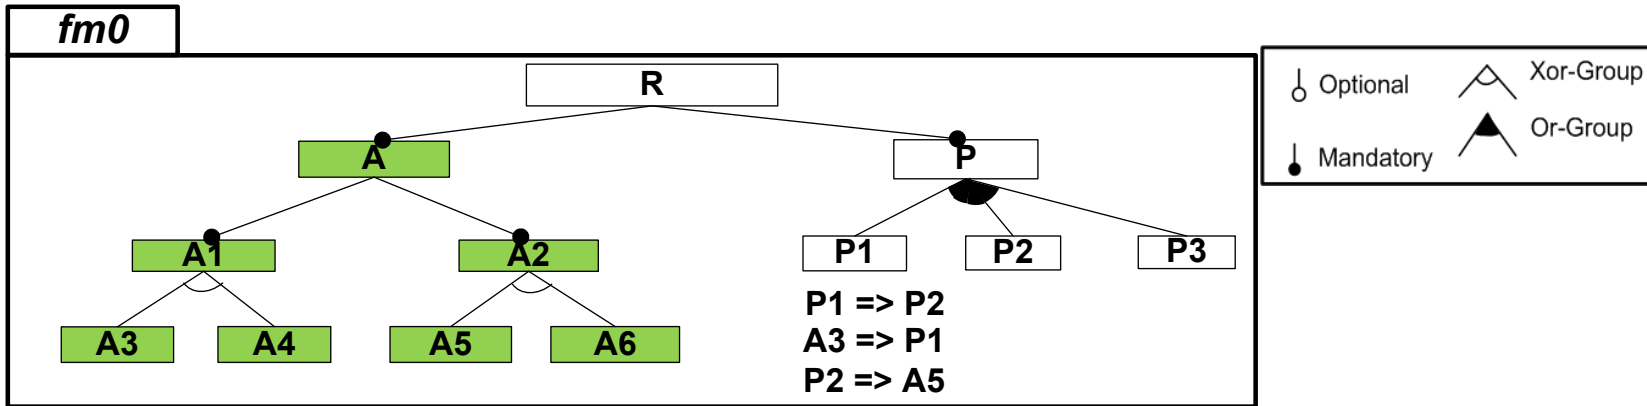 fm0
R
A
P
A1
A2
P1
P2
P3
A3
A4
A5
A6
P1 => P2
A3 => P1
P2 => A5
Optional
Xor-Group
Mandatory
Or-Group